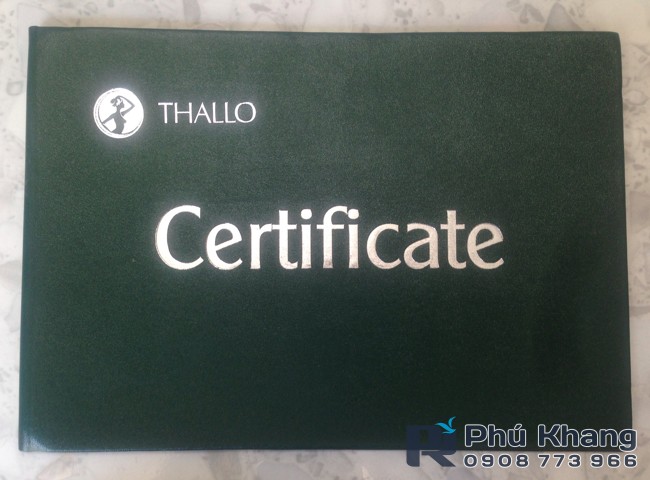 THALLO
Certificate
Phú Khang
0908 773 966